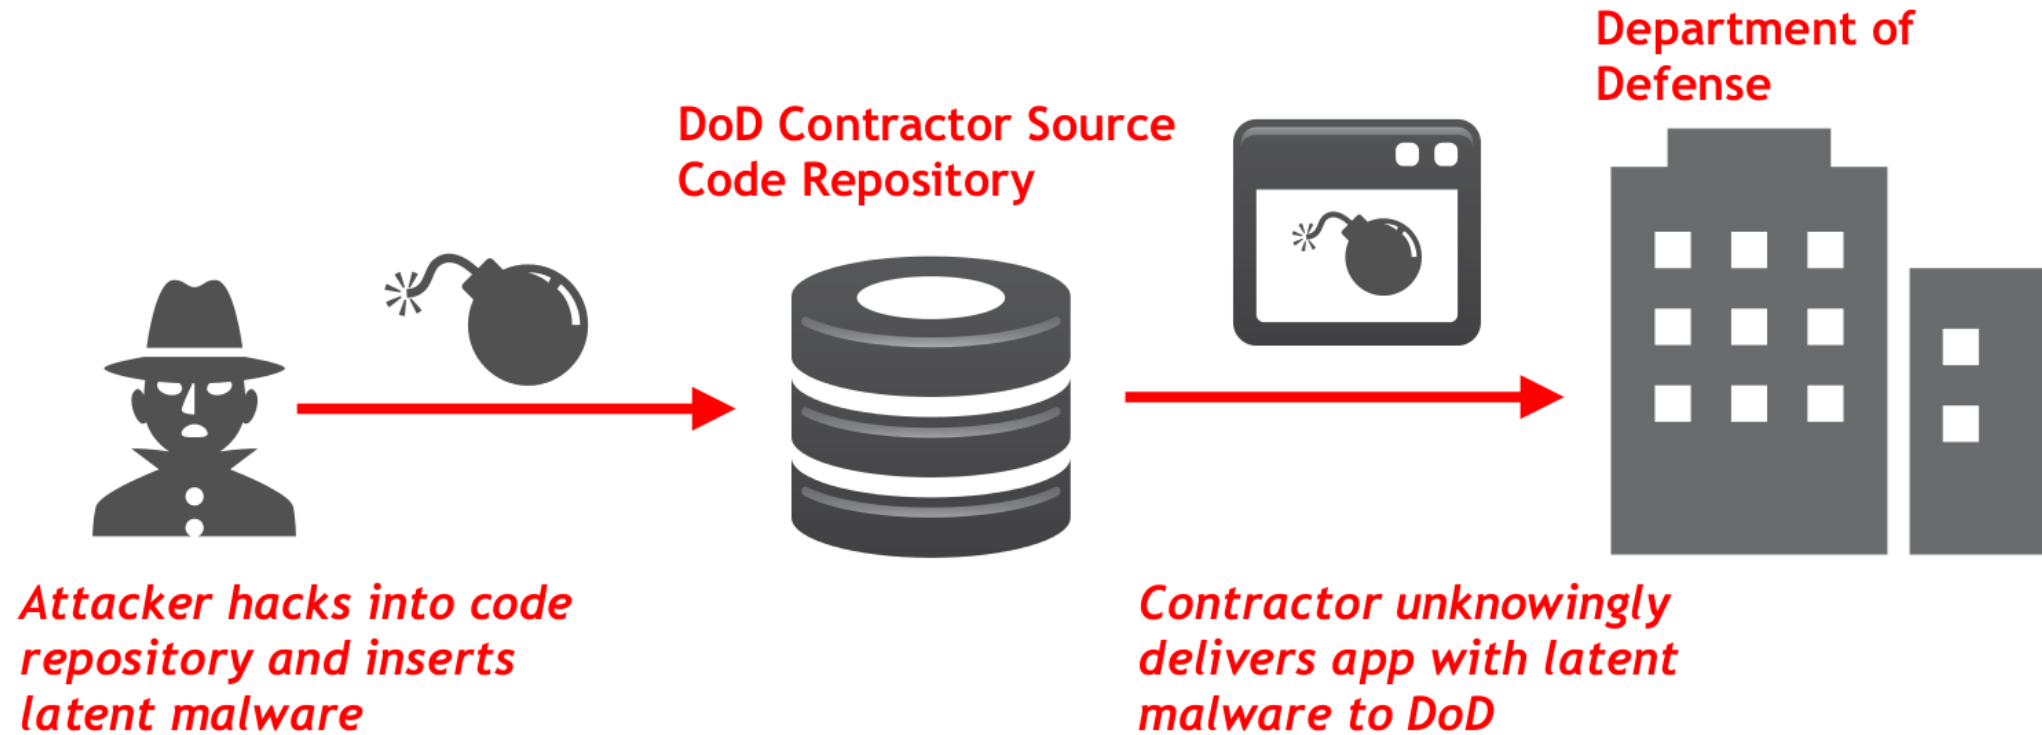 Department of
Defense
DoD Contractor Source
Code Repository
Attacker hacks into code
repository and inserts
latent malware
Contractor unknowingly
delivers app with latent
malware to DoD